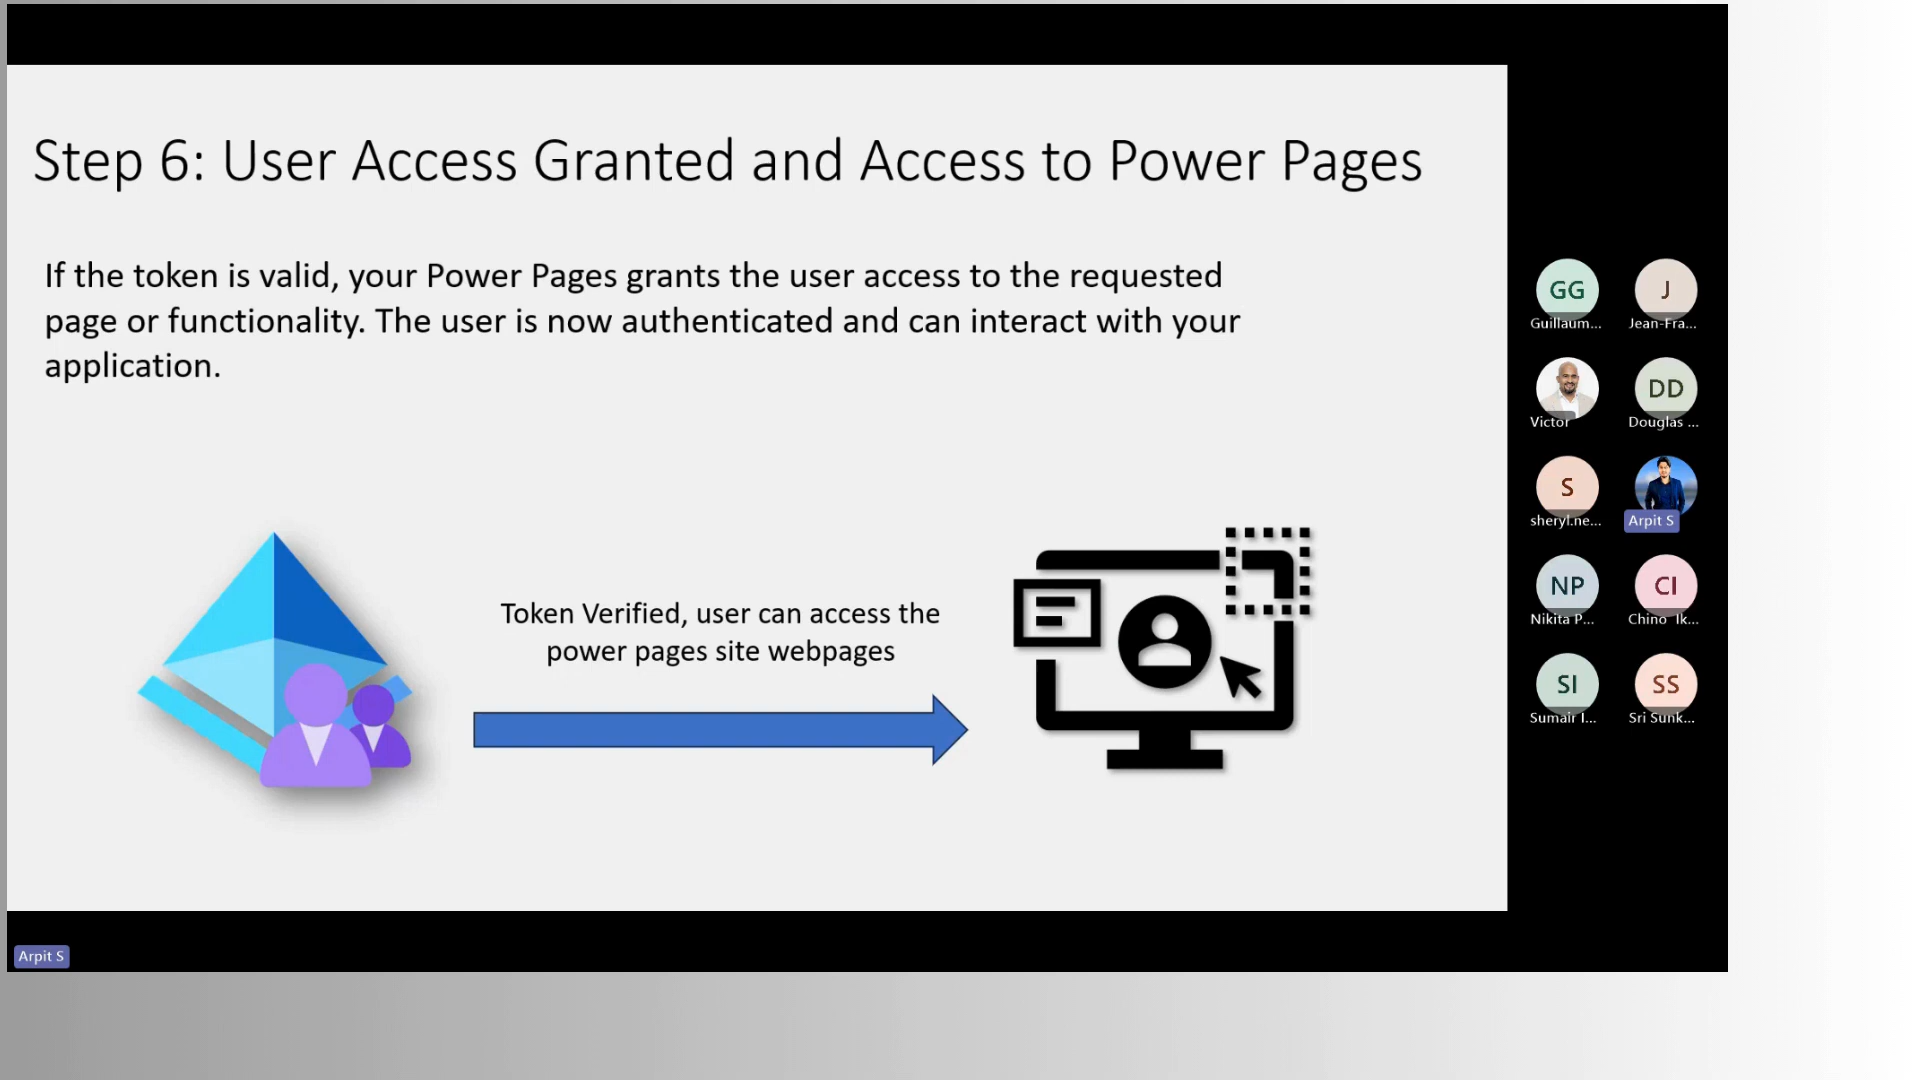 Step 6: User Access Granted and Access to Power Pages
If the token is valid, your Power Pages grants the user access to the requested
page or functionality. The user is now authenticated and can interact with your
application.
Token Verified, user can access the
power pages site webpages
GG
Guillaum...
J
Jean-Fra...
Victor
DD
Douglas ...
S
sheryl.ne...
Arpit S
NP
Nikita P...
CI
Chino Ik...
SI
Sumair I...
SS
Sri Sunk...
Arpit S